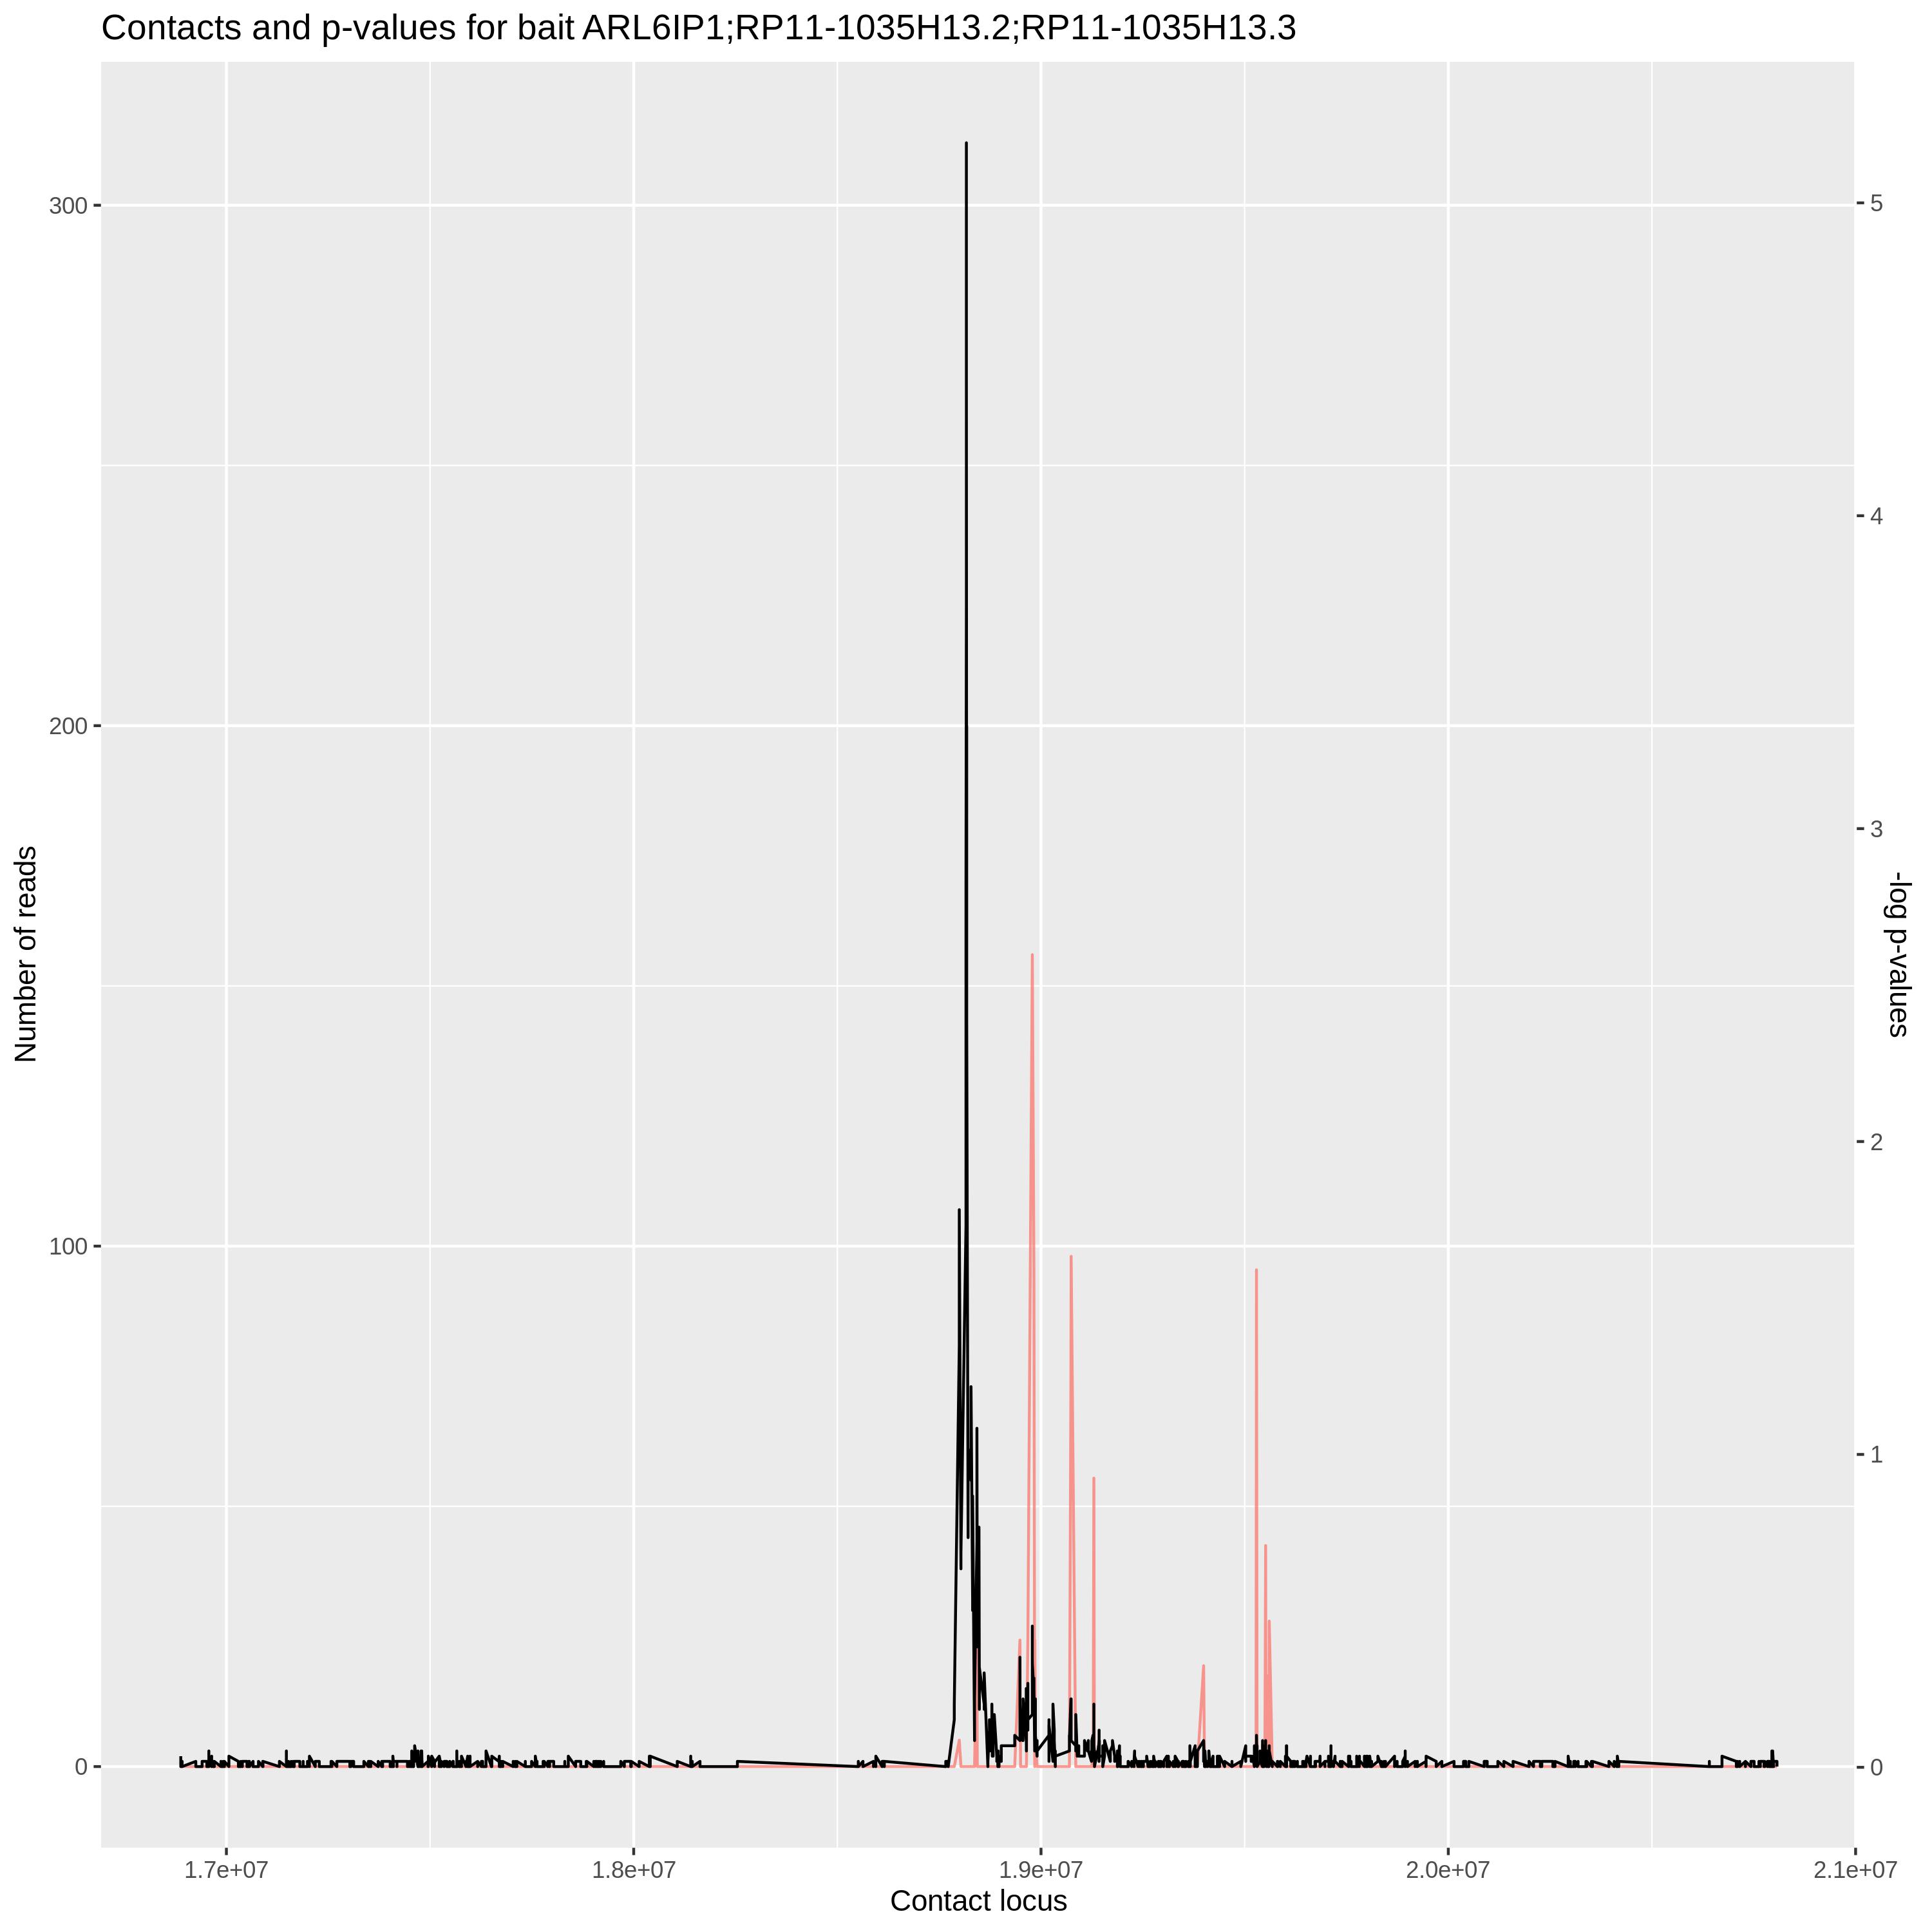 Contacts and p-values for bait ARL6IP1;RP11-1035H13.2;RP11-1035H13.3
300
200
100
0
Number of reads
5
4
3
2
1
0
-log p-values
1.7e+07
1.8e+07
1.9e+07
2.0e+07
2.1e+07
Contact locus